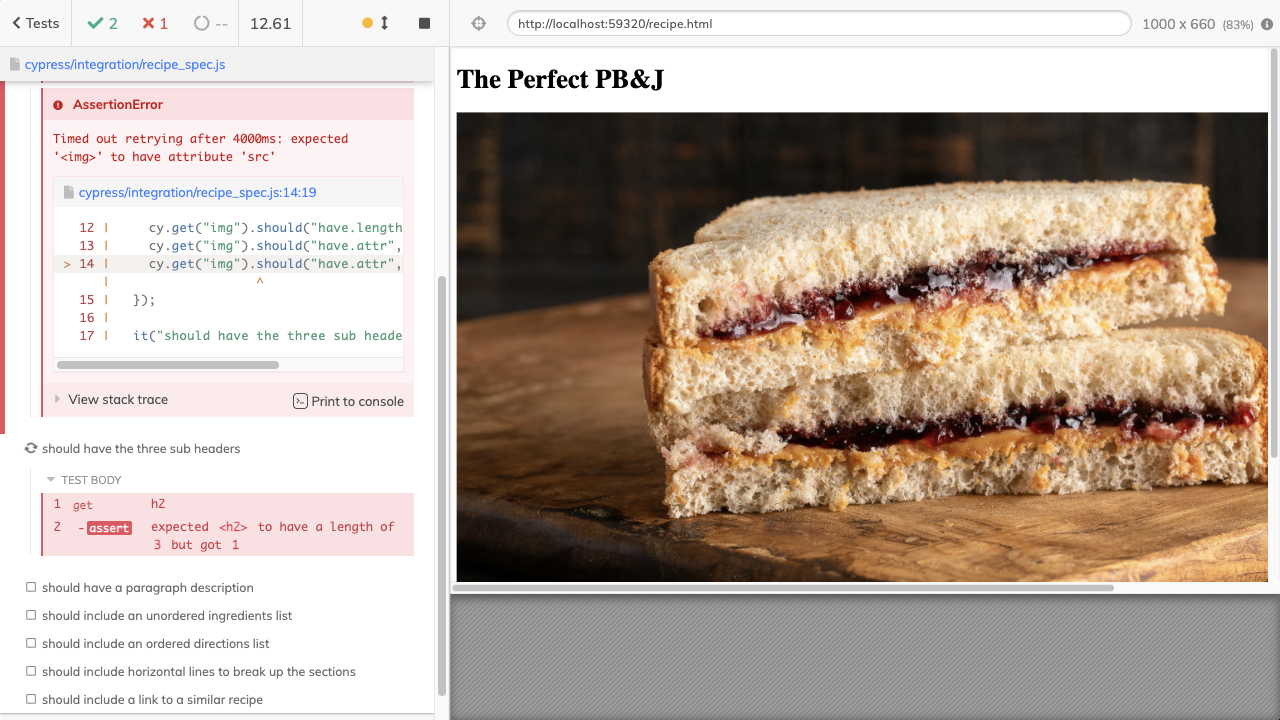 Tests 2 1 -- 12.61
http://localhost:59320/recipe.html 1000 x 660 (83%)
cypress/integration/recipe_spec.js
AssertionError
Timed out retrying after 4000ms: expected
'<img>' to have attribute 'src'
cypress/integration/recipe_spec.js:14:19
12 | cy.get("img").should("have.length
13 | cy.get("img").should("have.attr",
> 14 | cy.get("img").should("have.attr",
| ^
15 | });
16 |
17 | it("should have the three sub heade
View stack trace
Print to console
should have the three sub headers
TEST BODY
1 get h2
2 -assert expected <h2> to have a length of
3 but got 1
should have a paragraph description
should include an unordered ingredients list
should include an ordered directions list
should include horizontal lines to break up the sections
should include a link to a similar recipe
The Perfect PB&J